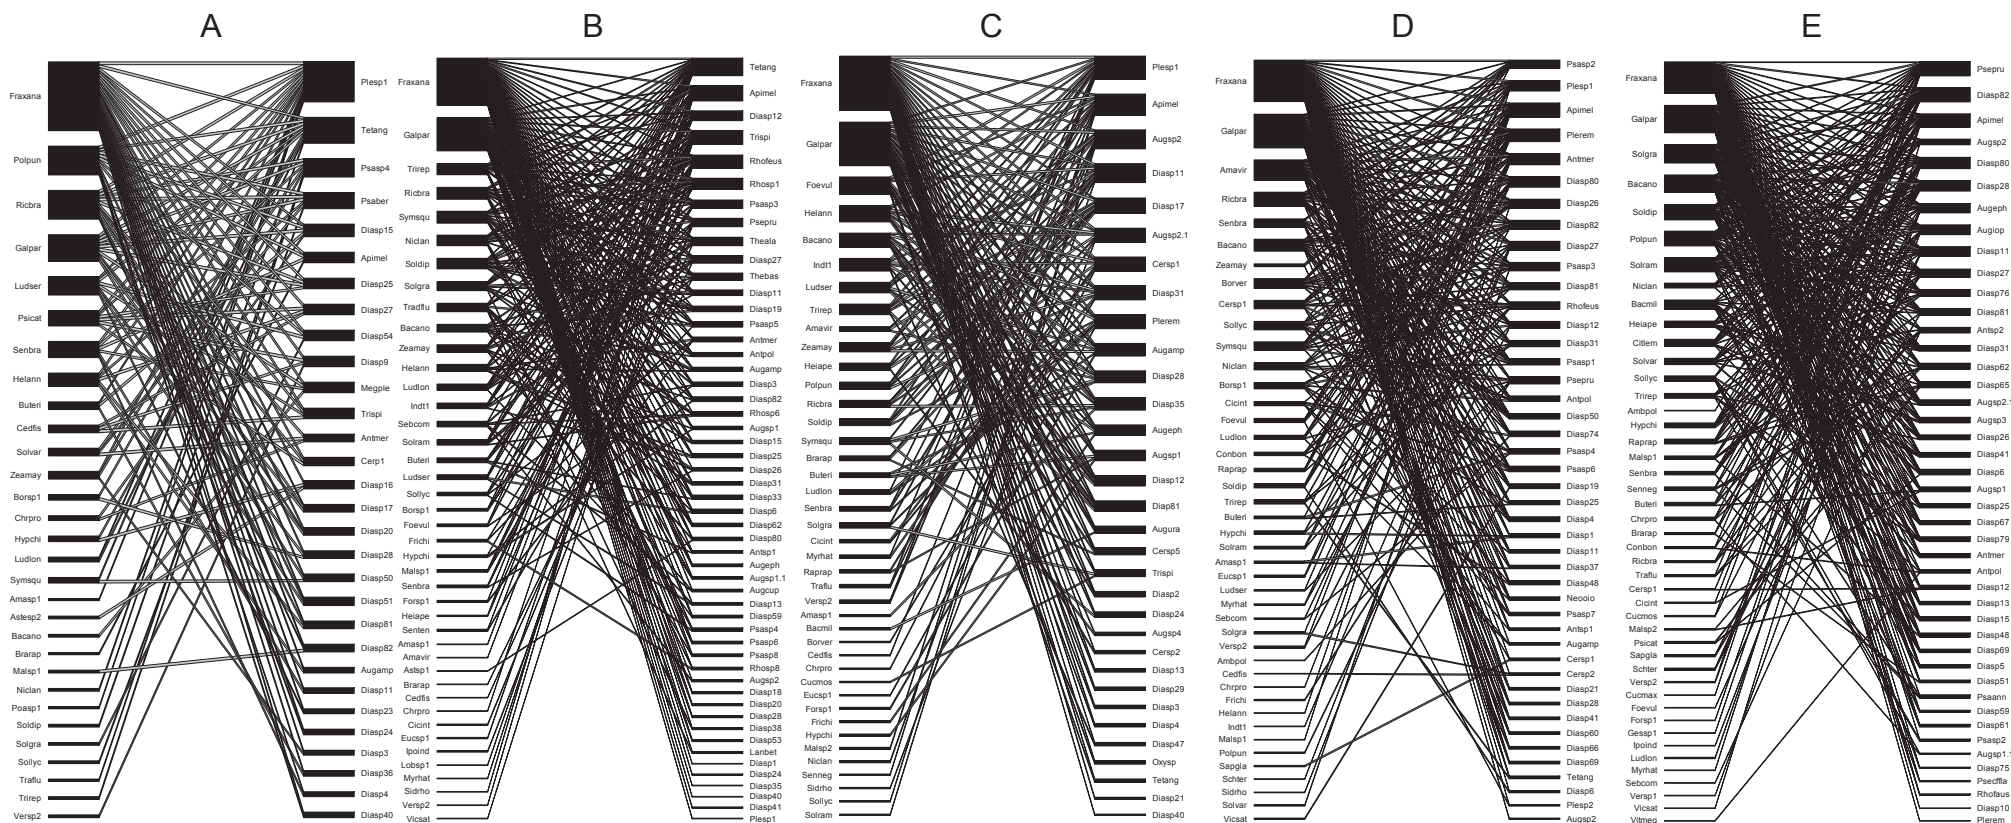 A
B
C
D
E
Fraxana
Polpun
Ricbra
Galpar
Ludser
Psicat
Senbra
Helann
Buteri
Cedfis
Solvar
Zeamay
Borsp1
Chrpro
Hypchi
Ludlon
Symsqu
Amasp1
Astesp2
Bacano
Brarap
Malsp1
Niclan
Poasp1
Soldip
Solgra
Sollyc
Traflu
Trirep
Versp2
Plesp1
Tetang
Psasp4
Psaber
Diasp15
Apimel
Diasp25
Diasp27
Diasp54
Diasp9
Megple
Trispi
Antmer
Cerp1
Diasp16
Diasp17
Diasp20
Diasp28
Diasp50
Diasp51
Diasp81
Diasp82
Augamp
Diasp11
Diasp23
Diasp24
Diasp3
Diasp36
Diasp4
Diasp40
Fraxana
Galpar
Trirep
Ricbra
Symsqu
Niclan
Soldip
Solgra
Tradflu
Bacano
Zeamay
Helann
Ludlon
Indt1
Sebcom
Solram
Buteri
Ludser
Sollyc
Borsp1
Foevul
Frichi
Hypchi
Malsp1
Senbra
Forsp1
Heiape
Senten
Amasp1
Amavir
Astsp1
Brarap
Cedfis
Chrpro
Cicint
Eucsp1
Ipoind
Lobsp1
Myrhat
Sidrho
Versp2
Vicsat
Tetang
Apimel
Diasp12
Trispi
Rhofeus
Rhosp1
Psasp3
Psepru
Theala
Diasp27
Thebas
Diasp11
Diasp19
Psasp5
Antmer
Antpol
Augamp
Diasp3
Diasp82
Rhosp6
Augsp1
Diasp15
Diasp25
Diasp26
Diasp31
Diasp33
Diasp6
Diasp62
Diasp80
Antsp1
Augeph
Augsp1.1
Augcup
Diasp13
Diasp59
Psasp4
Psasp6
Psasp8
Rhosp8
Augsp2
Diasp18
Diasp20
Diasp28
Diasp38
Diasp53
Lanbet
Diasp1
Diasp24
Diasp35
Diasp40
Diasp41
Plesp1
Fraxana
Galpar
Foevul
Helann
Bacano
Indt1
Ludser
Trirep
Amavir
Zeamay
Heiape
Polpun
Ricbra
Soldip
Symsqu
Brarap
Buteri
Ludlon
Senbra
Solgra
Cicint
Myrhat
Raprap
Traflu
Versp2
Amasp1
Bacmil
Borver
Cedfis
Chrpro
Cucmos
Eucsp1
Forsp1
Frichi
Hypchi
Malsp2
Niclan
Senneg
Sidrho
Sollyc
Solram
Plesp1
Apimel
Augsp2
Diasp11
Diasp17
Augsp2.1
Cersp1
Diasp31
Plerem
Augamp
Diasp28
Diasp35
Augeph
Augsp1
Diasp12
Diap81
Augura
Cersp5
Trispi
Diasp2
Diasp24
Augsp4
Cersp2
Diasp13
Diasp29
Diasp3
Diasp4
Diasp47
Oxysp
Tetang
Diasp21
Diasp40
Fraxana
Galpar
Amavir
Ricbra
Senbra
Bacano
Zeamay
Borver
Cersp1
Sollyc
Symsqu
Niclan
Borsp1
Cicint
Foevul
Ludlon
Conbon
Raprap
Soldip
Trirep
Buteri
Hypchi
Solram
Amasp1
Eucsp1
Ludser
Myrhat
Sebcom
Solgra
Versp2
Ambpol
Cedfis
Chrpro
Frichi
Helann
Indt1
Malsp1
Polpun
Sapgla
Schter
Sidrho
Solvar
Vicsat
Psasp2
Plesp1
Apimel
Plerem
Antmer
Diasp80
Diasp26
Diasp82
Diasp27
Psasp3
Diasp81
Rhofeus
Diasp12
Diasp31
Psasp1
Psepru
Antpol
Diasp50
Diasp74
Psasp4
Psasp6
Diasp19
Diasp25
Diasp4
Diasp1
Diasp11
Diasp37
Diasp48
Neooio
Psasp7
Antsp1
Augamp
Cersp1
Cersp2
Diasp21
Diasp28
Diasp41
Diasp60
Diasp66
Diasp69
Tetang
Diasp6
Plesp2
Augsp2
Fraxana
Galpar
Solgra
Bacano
Soldip
Polpun
Solram
Niclan
Bacmil
Heiape
Citlem
Solvar
Sollyc
Trirep
Ambpol
Hypchi
Raprap
Malsp1
Senbra
Senneg
Buteri
Chrpro
Brarap
Conbon
Ricbra
Traflu
Cersp1
Cicint
Cucmos
Malsp2
Psicat
Sapgla
Schter
Versp2
Cucmax
Foevul
Forsp1
Gessp1
Ipoind
Ludlon
Myrhat
Sebcom
Versp1
Vicsat
Vitmeg
Psepru
Diasp82
Apimel
Augsp2
Diasp80
Diasp28
Augeph
Augiop
Diasp11
Diasp27
Diasp76
Diasp81
Antsp2
Diasp31
Diasp62
Diasp65
Augsp2.1
Augsp3
Diasp26
Diasp41
Diasp6
Augsp1
Diasp25
Diasp67
Diasp79
Antmer
Antpol
Diasp12
Diasp13
Diasp15
Diasp48
Diasp69
Diasp5
Diasp51
Psaann
Diasp59
Diasp61
Psasp2
Augsp1.1
Diasp75
Psecffla
Rhofaus
Diasp10
Plerem